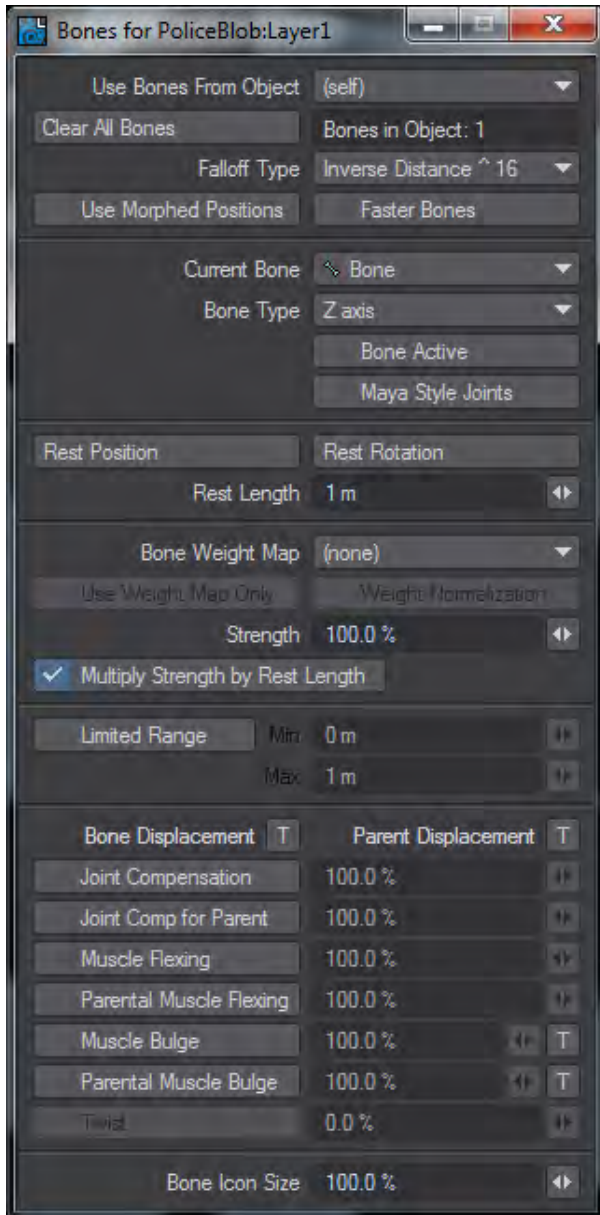 Bones for PoliceBlob:Layer1
Use Bones From Object (self)
Clear All Bones Bones in Object: 1
Falloff Type Inverse Distance ^ 16
Use Morphed Positions Faster Bones
Current Bone Bone
Bone Type Z axis
Bone Active
Maya Style Joints
Rest Position Rest Rotation
Rest Length 1 m
Bone Weight Map (none)
Use Weight Map Only Weight Normalization
Strength 100.0 %
Multiply Strength by Rest Length
Limited Range Min 0 m
Max 1 m
Bone Displacement T Parent Displacement T
Joint Compensation 100.0 %
Joint Comp for Parent 100.0 %
Muscle Flexing 100.0 %
Parental Muscle Flexing 100.0 %
Muscle Bulge 100.0 % T
Parental Muscle Bulge 100.0 % T
Twist 0.0 %
Bone Icon Size 100.0 %